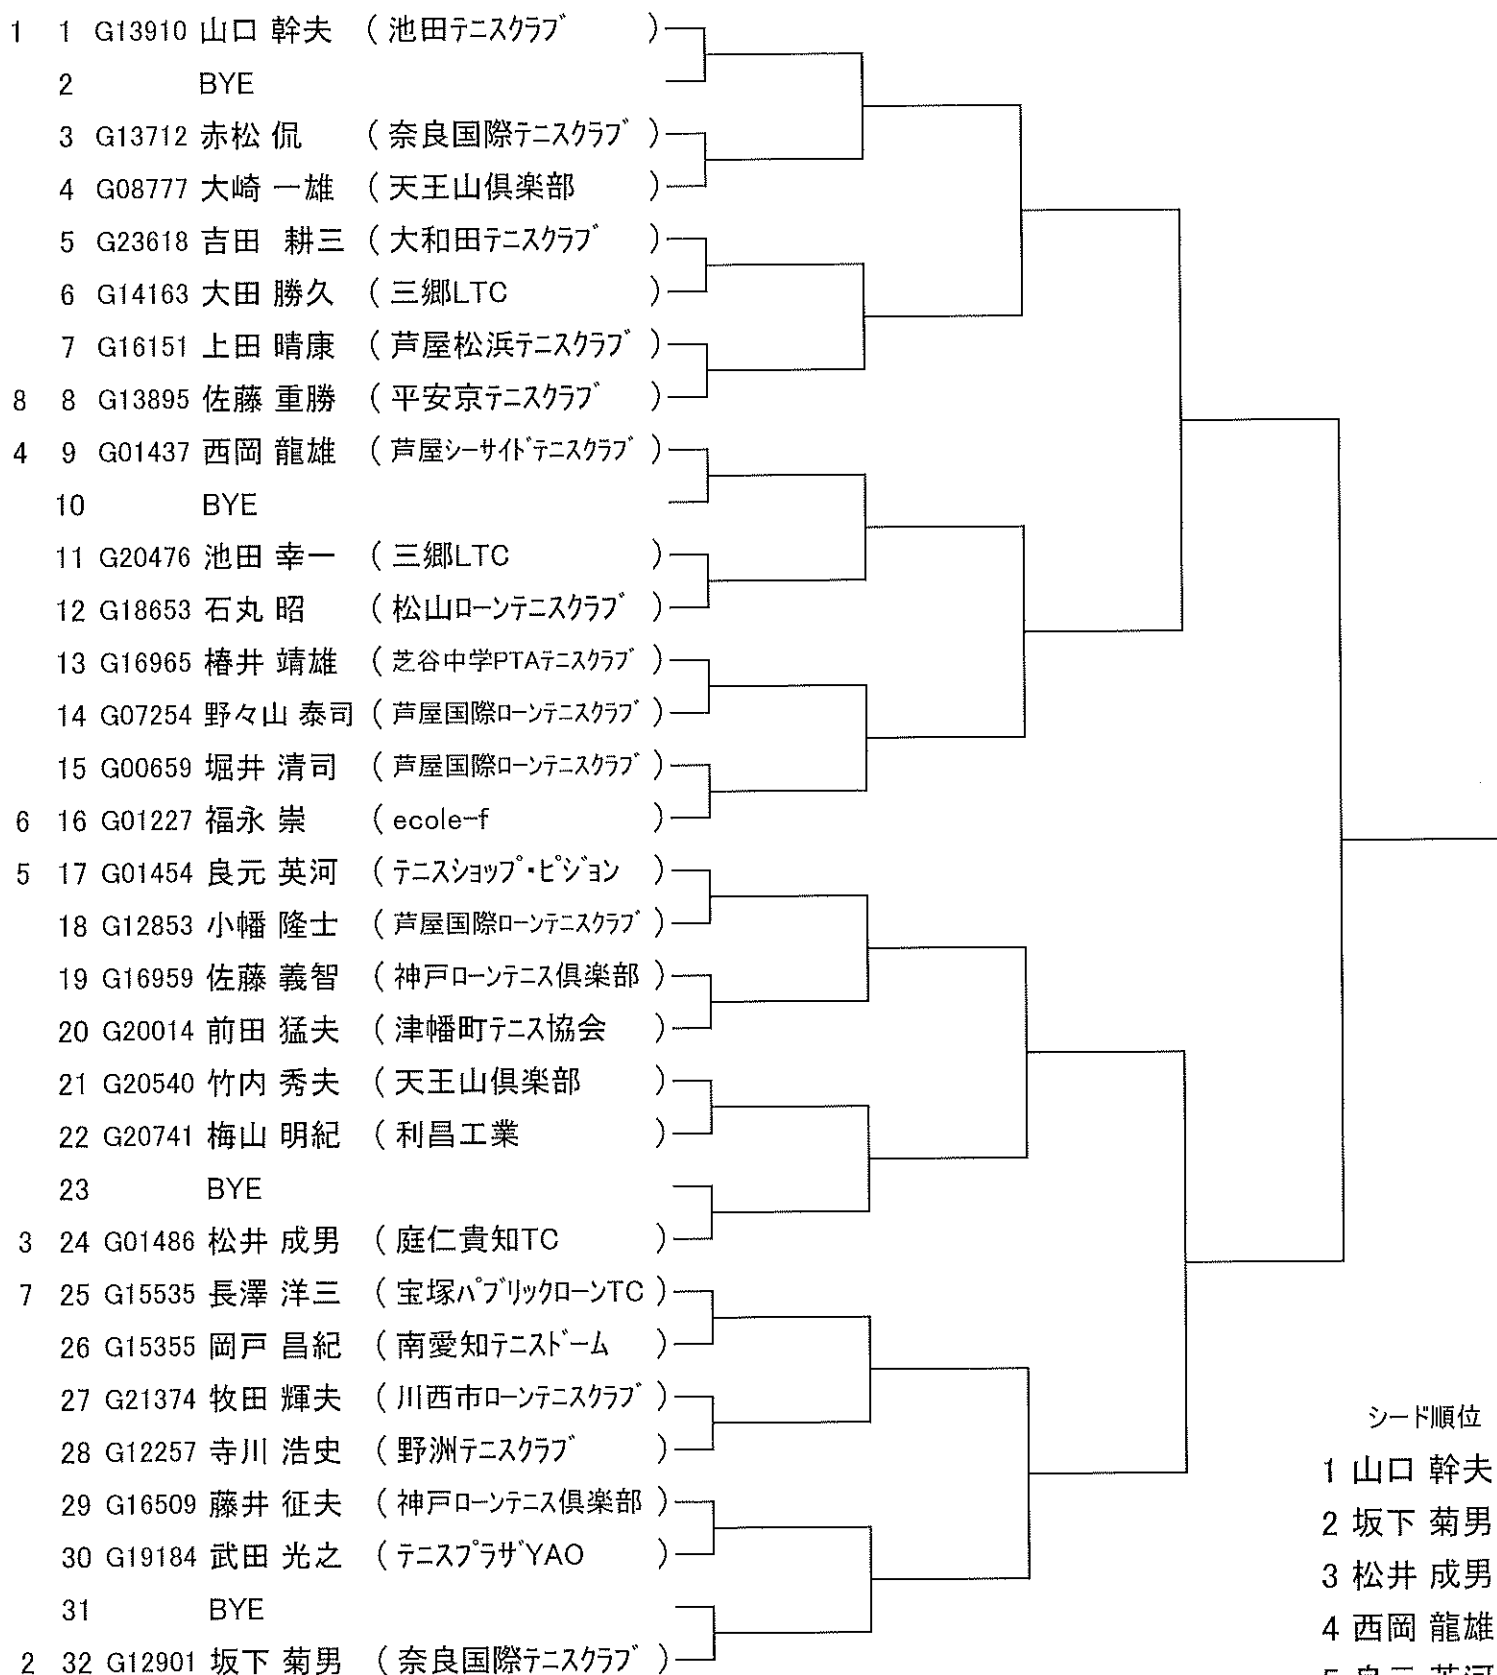 1 1 G13910 山口 幹夫 ( 池田テニスクラブ )
2 BYE
3 G13712 赤松 侃 ( 奈良国際テニスクラブ )
4 G08777 大崎 一雄 ( 天王山倶楽部 )
5 G23618 吉田 耕三 ( 大和田テニスクラブ )
6 G14163 大田 勝久 ( 三郷LTC )
7 G16151 上田 晴康 ( 芦屋松浜テニスクラブ )
8 8 G13895 佐藤 重勝 ( 平安京テニスクラブ )
4 9 G01437 西岡 龍雄 ( 芦屋シーサイドテニスクラブ )
10 BYE
11 G20476 池田 幸一 ( 三郷LTC )
12 G18653 石丸 昭 ( 松山ローンテニスクラブ )
13 G16965 椿井 靖雄 ( 芝谷中学PTAテニスクラブ )
14 G07254 野々山 泰司 ( 芦屋国際ローンテニスクラブ )
15 G00659 堀井 清司 ( 芦屋国際ローンテニスクラブ )
6 16 G01227 福永 崇 ( ecole-f )
5 17 G01454 良元 英河 ( テニスショップ・ピジョン )
18 G12853 小幡 隆士 ( 芦屋国際ローンテニスクラブ )
19 G16959 佐藤 義智 ( 神戸ローンテニス倶楽部 )
20 G20014 前田 猛夫 ( 津幡町テニス協会 )
21 G20540 竹内 秀夫 ( 天王山倶楽部 )
22 G20741 梅山 明紀 ( 利昌工業 )
23 BYE
3 24 G01486 松井 成男 ( 庭仁貴知TC )
7 25 G15535 長澤 洋三 ( 宝塚パブリックローンTC )
26 G15355 岡戸 昌紀 ( 南愛知テニスドーム )
27 G21374 牧田 輝夫 ( 川西市ローンテニスクラブ )
28 G12257 寺川 浩史 ( 野洲テニスクラブ )
29 G16509 藤井 征夫 ( 神戸ローンテニス倶楽部 )
30 G19184 武田 光之 ( テニスプラザYAO )
31 BYE
2 32 G12901 坂下 菊男 ( 奈良国際テニスクラブ )
シード順位
1 山口 幹夫
2 坂下 菊男
3 松井 成男
4 西岡 龍雄
5 良元 英河